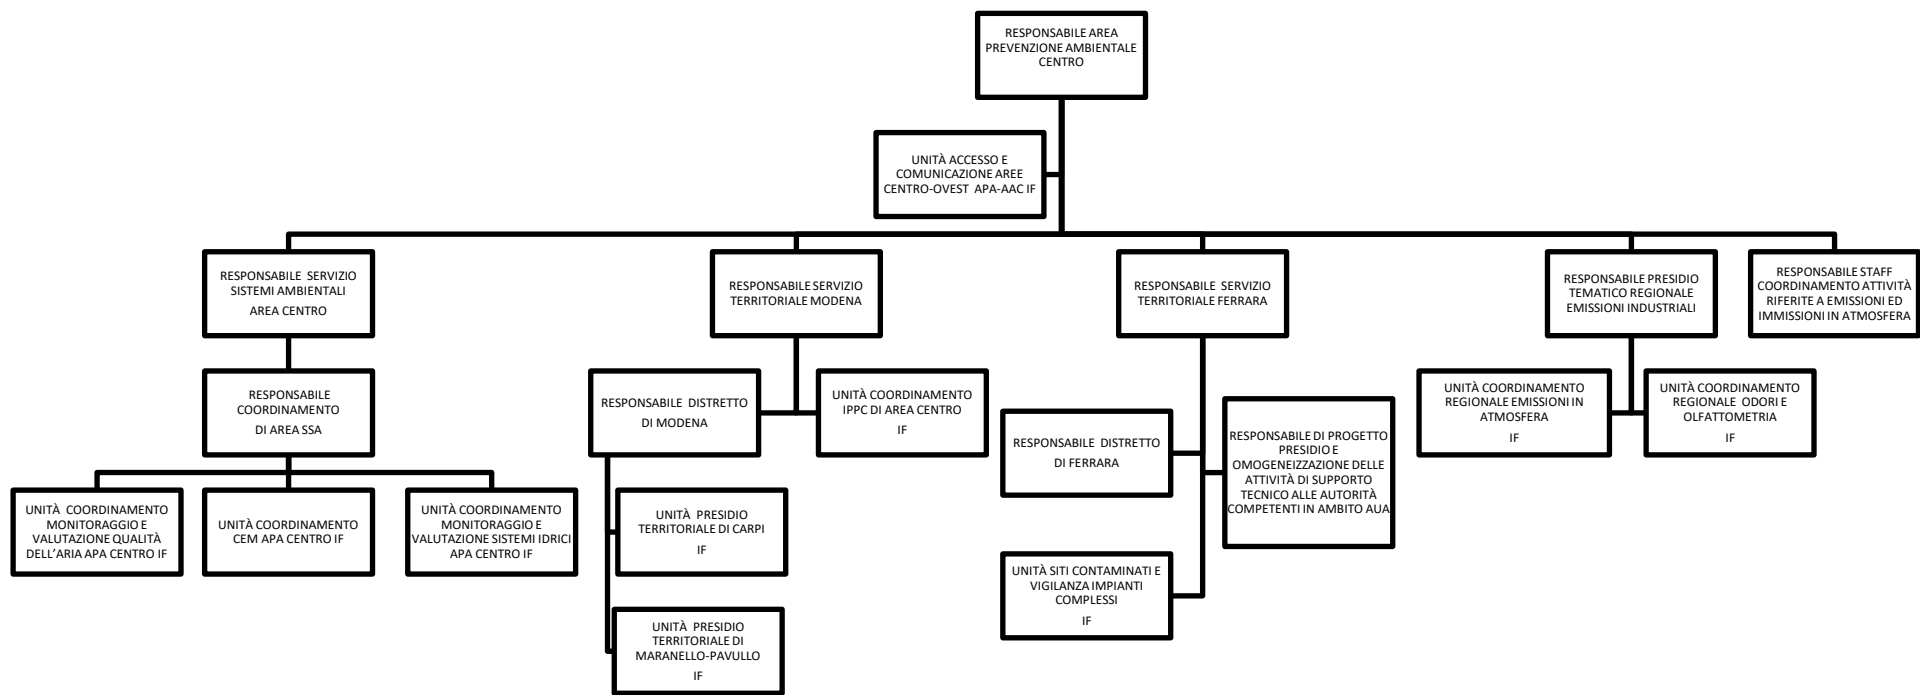 RESPONSABILE AREA
PREVENZIONE AMBIENTALE
CENTRO
UNITÀ ACCESSO E
COMUNICAZIONE AREE
CENTRO-OVEST APA-AAC IF
RESPONSABILE SERVIZIO
SISTEMI AMBIENTALI
AREA CENTRO
RESPONSABILE SERVIZIO
TERRITORIALE MODENA
RESPONSABILE SERVIZIO
TERRITORIALE FERRARA
RESPONSABILE PRESIDIO
TEMATICO REGIONALE
EMISSIONI INDUSTRIALI
RESPONSABILE STAFF
COORDINAMENTO ATTIVITÀ
RIFERITE A EMISSIONI ED
IMMISSIONI IN ATMOSFERA
RESPONSABILE
COORDINAMENTO
DI AREA SSA
RESPONSABILE DISTRETTO
DI MODENA
UNITÀ COORDINAMENTO
IPPC DI AREA CENTRO
IF
RESPONSABILE DISTRETTO
DI FERRARA
RESPONSABILE DI PROGETTO
PRESIDIO E
OMOGENEIZZAZIONE DELLE
ATTIVITÀ DI SUPPORTO
TECNICO ALLE AUTORITÀ
COMPETENTI IN AMBITO AUA
UNITÀ COORDINAMENTO
REGIONALE EMISSIONI IN
ATMOSFERA
IF
UNITÀ COORDINAMENTO
REGIONALE ODORI E
OLFATTOMETRIA
IF
UNITÀ COORDINAMENTO
MONITORAGGIO E
VALUTAZIONE QUALITÀ
DELL'ARIA APA CENTRO IF
UNITÀ COORDINAMENTO
CEM APA CENTRO IF
UNITÀ COORDINAMENTO
MONITORAGGIO E
VALUTAZIONE SISTEMI IDRICI
APA CENTRO IF
UNITÀ PRESIDIO
TERRITORIALE DI CARPI
IF
UNITÀ SITI CONTAMINATI E
VIGILANZA IMPIANTI
COMPLESSI
IF
UNITÀ PRESIDIO
TERRITORIALE DI
MARANELLO-PAVULLO
IF